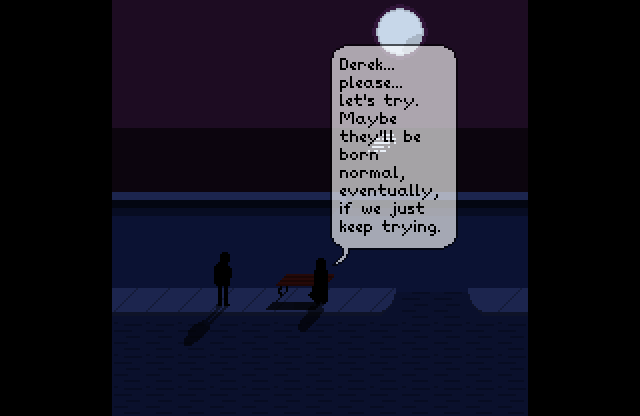 Derek...
please...
let's try.
Maybe
they'll be
born
normal,
eventually,
if we just
keep trying.